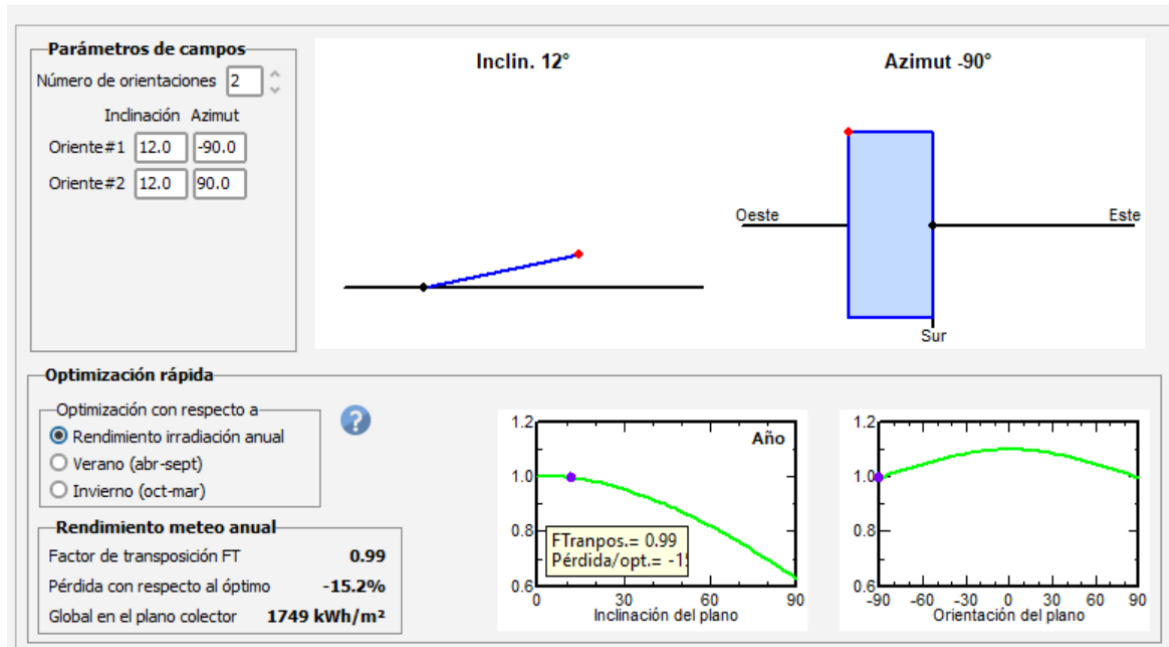 Parámetros de campos
Número de orientaciones 2
Inclinación Azimut
Oriente#1 12.0 -90.0
Oriente#2 12.0 90.0
Inclin. 12°
Azimut -90°
Oeste
Este
Sur
Optimización rápida
Optimización con respecto a
Rendimiento irradiación anual
Verano (abr-sept)
Invierno (oct-mar)
?
Rendimiento meteo anual
Factor de transposición FT 0.99
Pérdida con respecto al óptimo -15.2%
Global en el plano colector 1749 kWh/m²
1.2
Año
1.0
0.8
FTranpos.= 0.99
Pérdida/opt.= -15
0.6
0 30 60 90
Inclinación del plano
1.2
1.0
0.8
0.6
-90 -60 -30 0 30 60 90
Orientación del plano